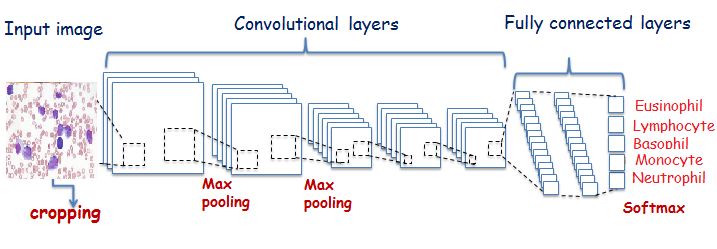 Input image
Convolutional layers
Fully connected layers
Eusinophil
Lymphocyte
Basophil
Monocyte
Neutrophil
Max
pooling
Max
pooling
cropping
Softmax